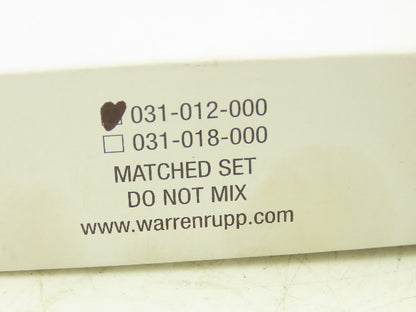 031-012-000
031-018-000
MATCHED SET
DO NOT MIX
www.warrenrupp.com